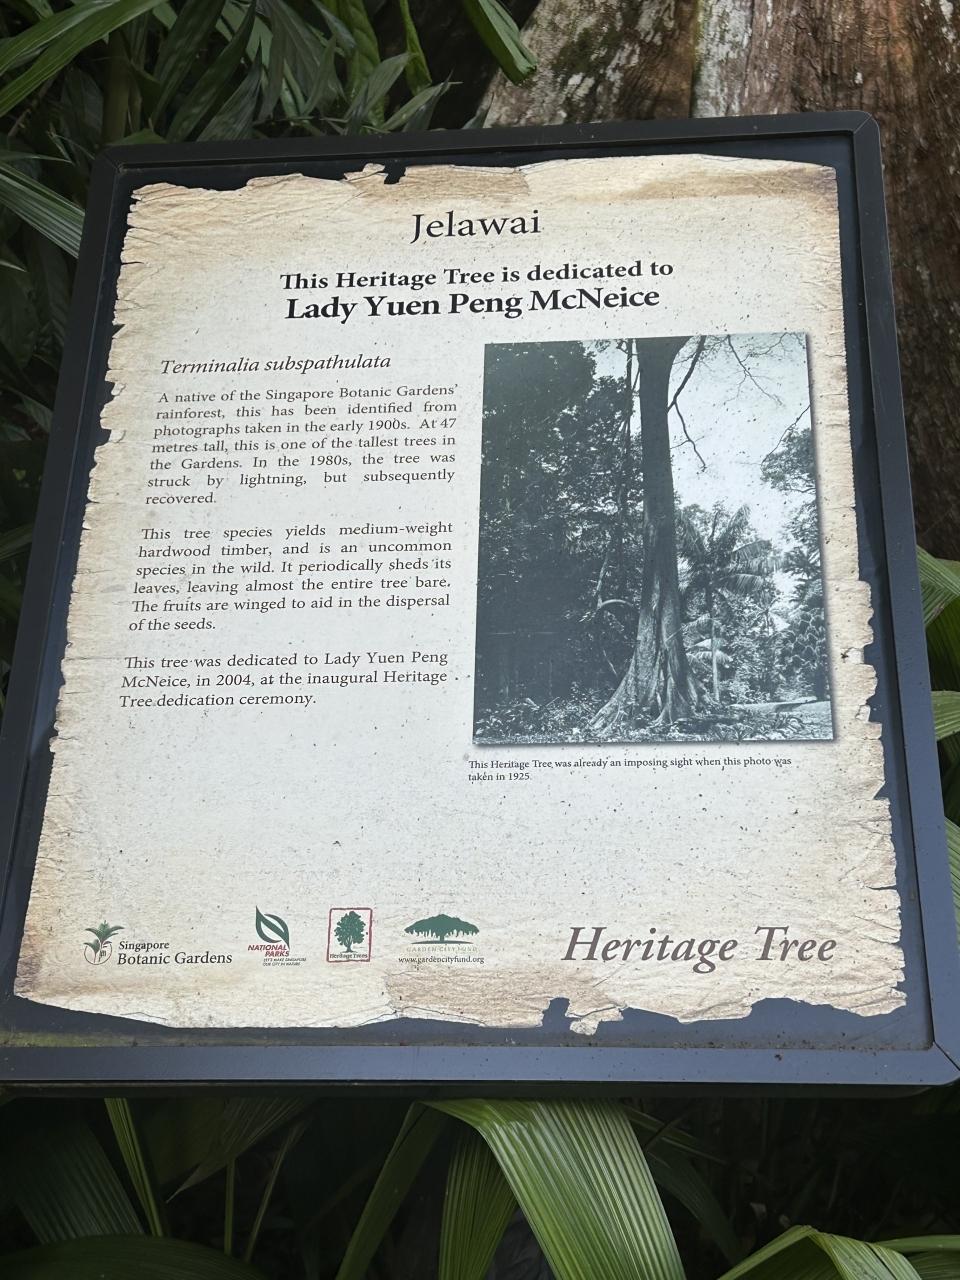 Jelawai
This Heritage Tree is dedicated to
Lady Yuen Peng McNeice
Terminalia subspathulata
A native of the Singapore Botanic Gardens'
rainforest, this has been identified from
photographs taken in the early 1900s. At 47
metres tall, this is one of the tallest trees in
the Gardens. In the 1980s, the tree was
struck by lightning, but subsequently
recovered.
This tree species yields medium-weight
hardwood timber, and is an uncommon
species in the wild. It periodically sheds its
leaves, leaving almost the entire tree bare.
The fruits are winged to aid in the dispersal
of the seeds.
This tree was dedicated to Lady Yuen Peng
McNeice, in 2004, at the inaugural Heritage
Tree dedication ceremony.
This Heritage Tree was already an imposing sight when this photo was
taken in 1925.
Singapore
Botanic Gardens
NATIONAL
PARKS
LET'S MAKE SINGAPORE
OUR CITY IN NATURE
Heritage Trees
GARDEN CITY FUND
www.gardencityfund.org
Heritage Tree